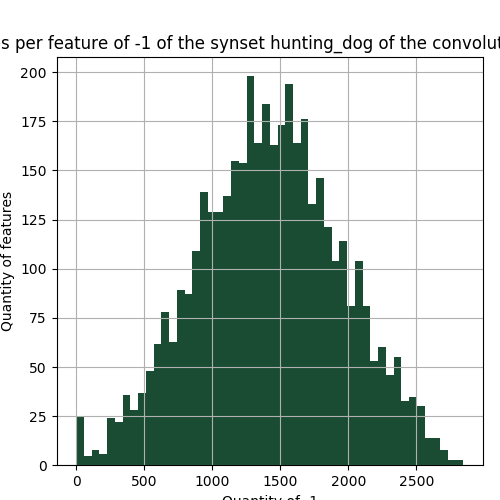 s per feature of -1 of the synset hunting_dog of the convolut
200
175
150
125
100
75
50
25
0
Quantity of features
0 500 1000 1500 2000 2500
Quantity of -1